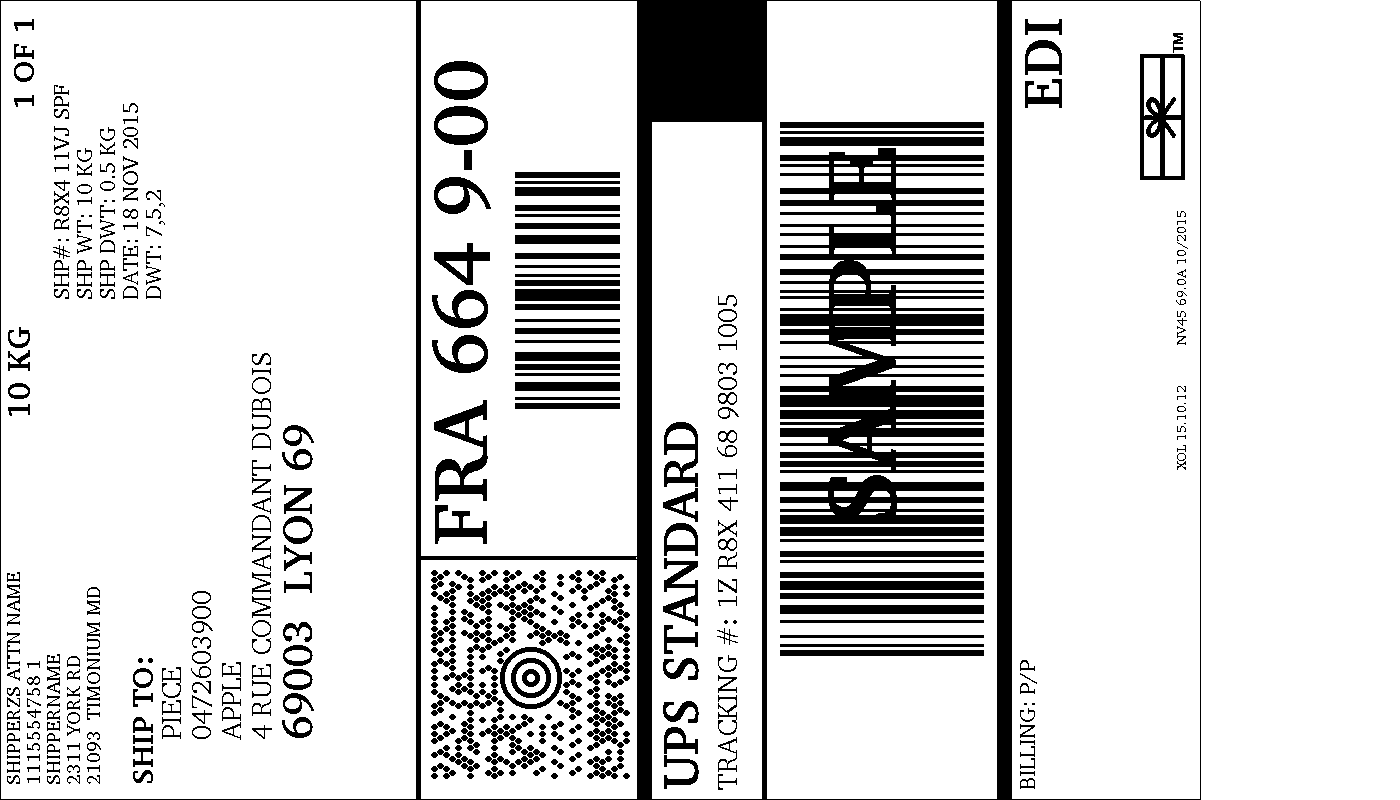 SHIPPERZS ATTN NAME
1115554758 1
SHIPPERNAME
2311 YORK RD
21093 TIMONIUM MD
10 KG
1 OF 1
SHP#: R8X4 11VJ SPF
SHP WT: 10 KG
SHP DWT: 0.5 KG
DATE: 18 NOV 2015
DWT: 7,5,2
SHIP TO:
PIECE
0472603900
APPLE
4 RUE COMMANDANT DUBOIS
69003 LYON 69
FRA 664 9-00
UPS STANDARD
TRACKING #: 1Z R8X 411 68 9803 1005
SAMPLE
BILLING: P/P
EDI
TM
XOL 15.10.12 NV45 69.0A 10/2015